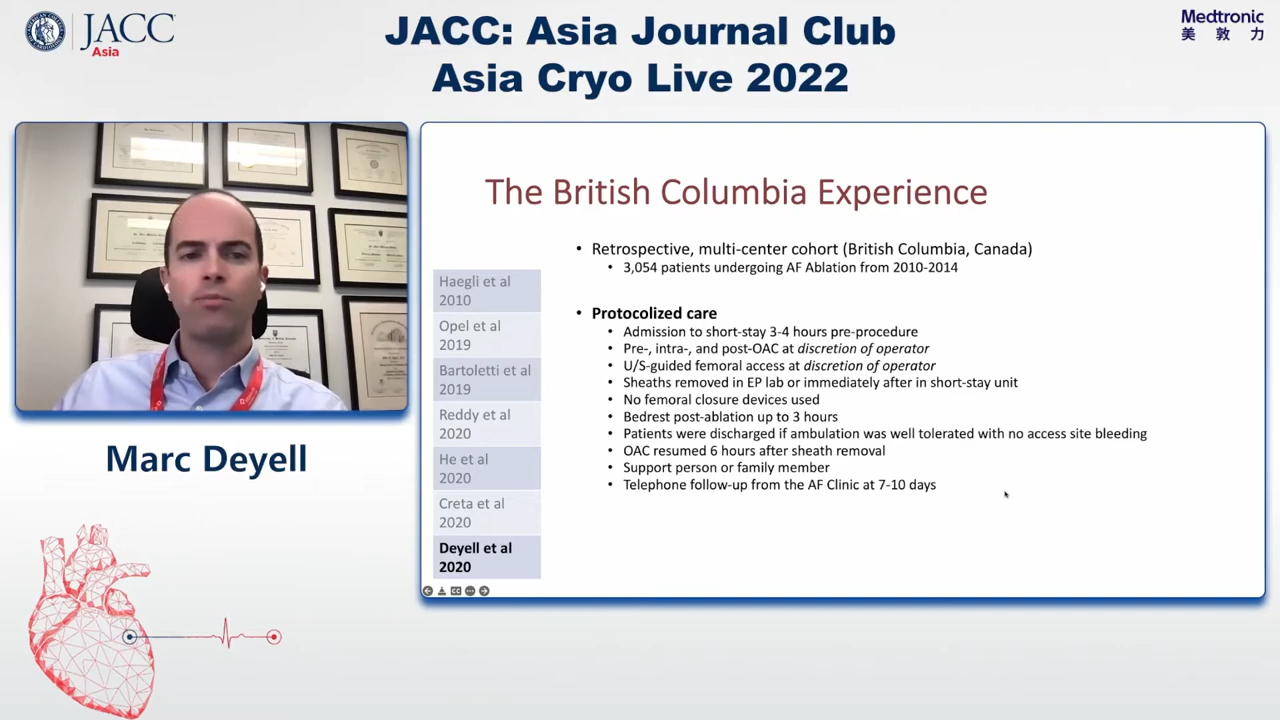 JACC
Asia
JACC: Asia Journal Club
Asia Cryo Live 2022
Medtronic
美敦力
The British Columbia Experience
• Retrospective, multi-center cohort (British Columbia, Canada)
• 3,054 patients undergoing AF Ablation from 2010-2014
Haegli et al
2010
Opel et al
2019
Bartoletti et al
2019
Reddy et al
2020
He et al
2020
Creta et al
2020
Deyell et al
2020
• Protocolized care
• Admission to short-stay 3-4 hours pre-procedure
• Pre-, intra-, and post-OAC at discretion of operator
• U/S-guided femoral access at discretion of operator
• Sheaths removed in EP lab or immediately after in short-stay unit
• No femoral closure devices used
• Bedrest post-ablation up to 3 hours
• Patients were discharged if ambulation was well tolerated with no access site bleeding
• OAC resumed 6 hours after sheath removal
• Support person or family member
• Telephone follow-up from the AF Clinic at 7-10 days
CC
Marc Deyell